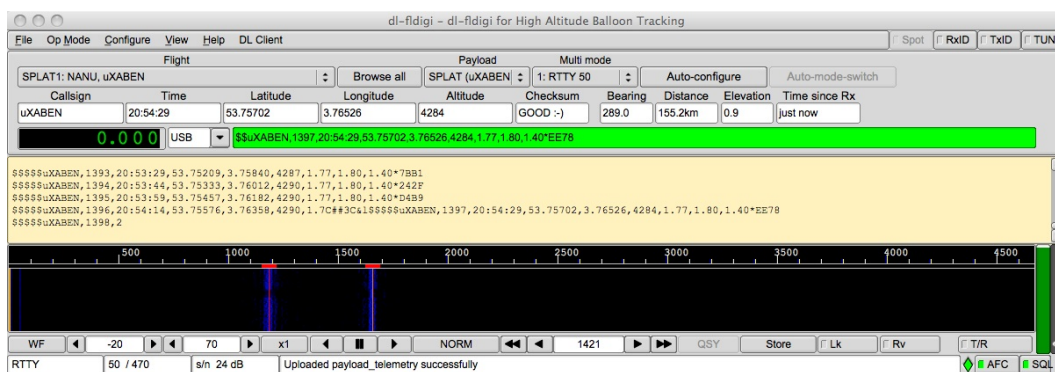 dl-fldigi - dl-fldigi for High Altitude Balloon Tracking
File Op Mode Configure View Help DL Client Spot RxID TxID TUN
Flight Payload Multi mode
SPLAT1: NANU, uXABEN Browse all SPLAT (uXABEN 1: RTTY 50 Auto-configure Auto-mode-switch
Callsign Time Latitude Longitude Altitude Checksum Bearing Distance Elevation Time since Rx
uXABEN 20:54:29 53.75702 3.76526 4284 GOOD :-) 289.0 155.2km 0.9 just now
0.000 USB $$uXABEN,1397,20:54:29,53.75702,3.76526,4284,1.77,1.80,1.40*EE78
$$$$$uXABEN,1393,20:53:29,53.75209,3.75840,4287,1.77,1.80,1.40*7BB1
$$$$$uXABEN,1394,20:53:44,53.75333,3.76012,4290,1.77,1.80,1.40*242F
$$$$$uXABEN,1395,20:53:59,53.75457,3.76182,4290,1.77,1.80,1.40*D4B9
$$$$$uXABEN,1396,20:54:14,53.75576,3.76358,4290,1.7C##3C&l$$$$$uXABEN,1397,20:54:29,53.75702,3.76526,4284,1.77,1.80,1.40*EE78
$$$$$uXABEN,1398,2
500 1000 1500 2000 2500 3000 3500 4000 4500
WF -20 70 x1 NORM 1421 QSY Store Lk Rv T/R
RTTY 50 / 470 s/n 24 dB Uploaded payload_telemetry successfully AFC SQL